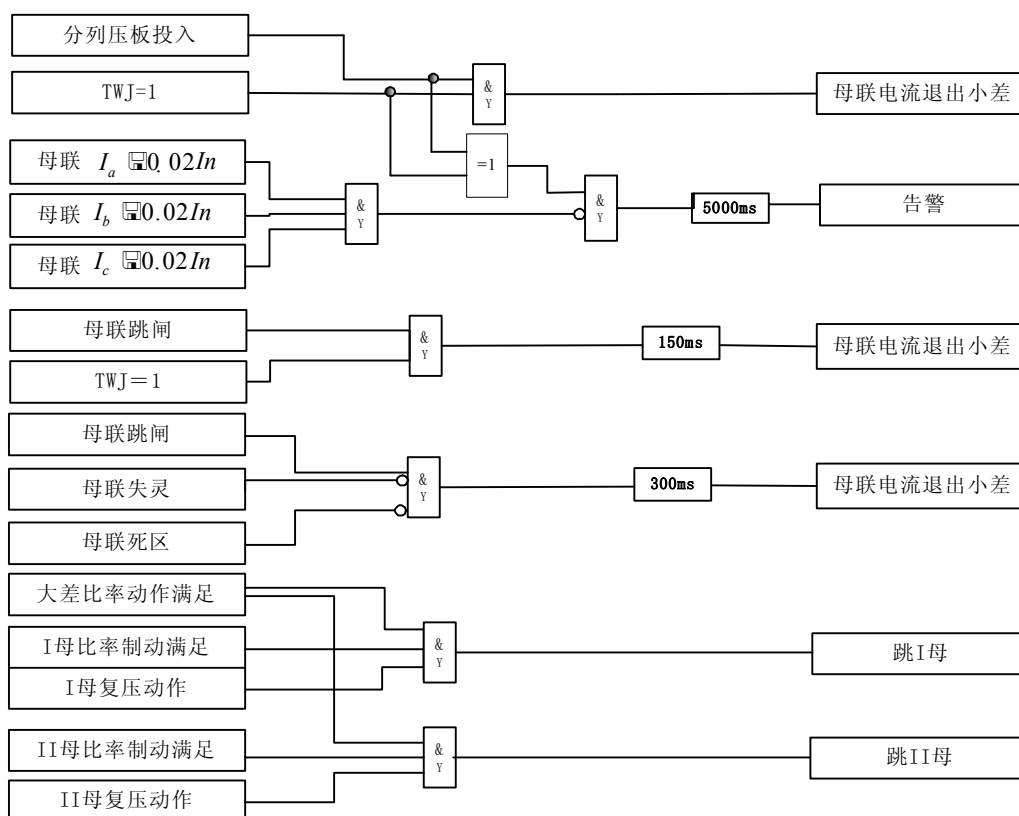 分列压板投入
TWJ=1
&
Y
母联电流退出小差
=1
母联 Ia 0.02In
母联 Ib 0.02In
母联 Ic 0.02In
&
Y
&
Y
5000ms
告警
母联跳闸
TWJ＝1
&
Y
150ms
母联电流退出小差
母联跳闸
母联失灵
母联死区
&
Y
300ms
母联电流退出小差
大差比率动作满足
I母比率制动满足
I母复压动作
&
Y
跳I母
II母比率制动满足
II母复压动作
&
Y
跳II母